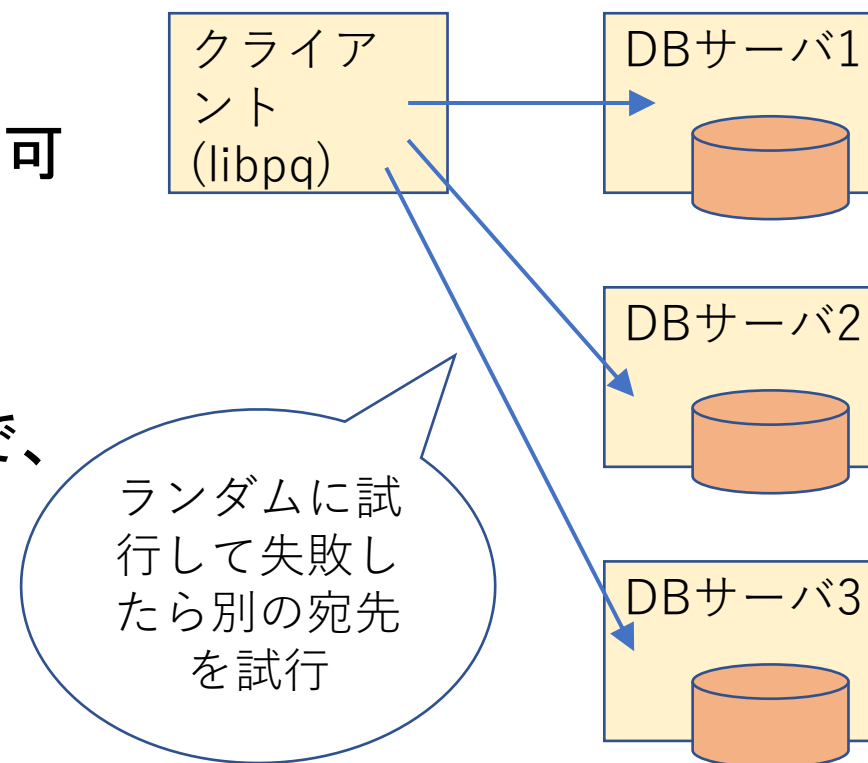 クライア
ント
(libpq)
可
で、
DBサーバ1
DBサーバ2
DBサーバ3
ランダムに試
行して失敗し
たら別の宛先
を試行